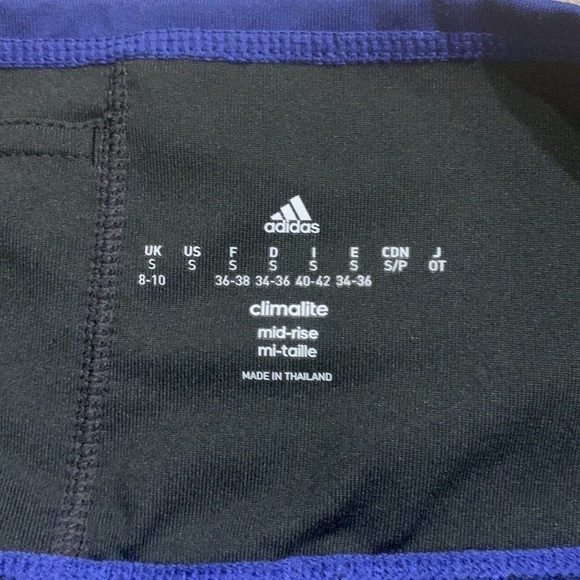 adidas
UK US F D I E CDN J
S S S S S S S/P OT
8-10 36-38 34-36 40-42 34-36
climalite
mid-rise
mi-taille
MADE IN THAILAND